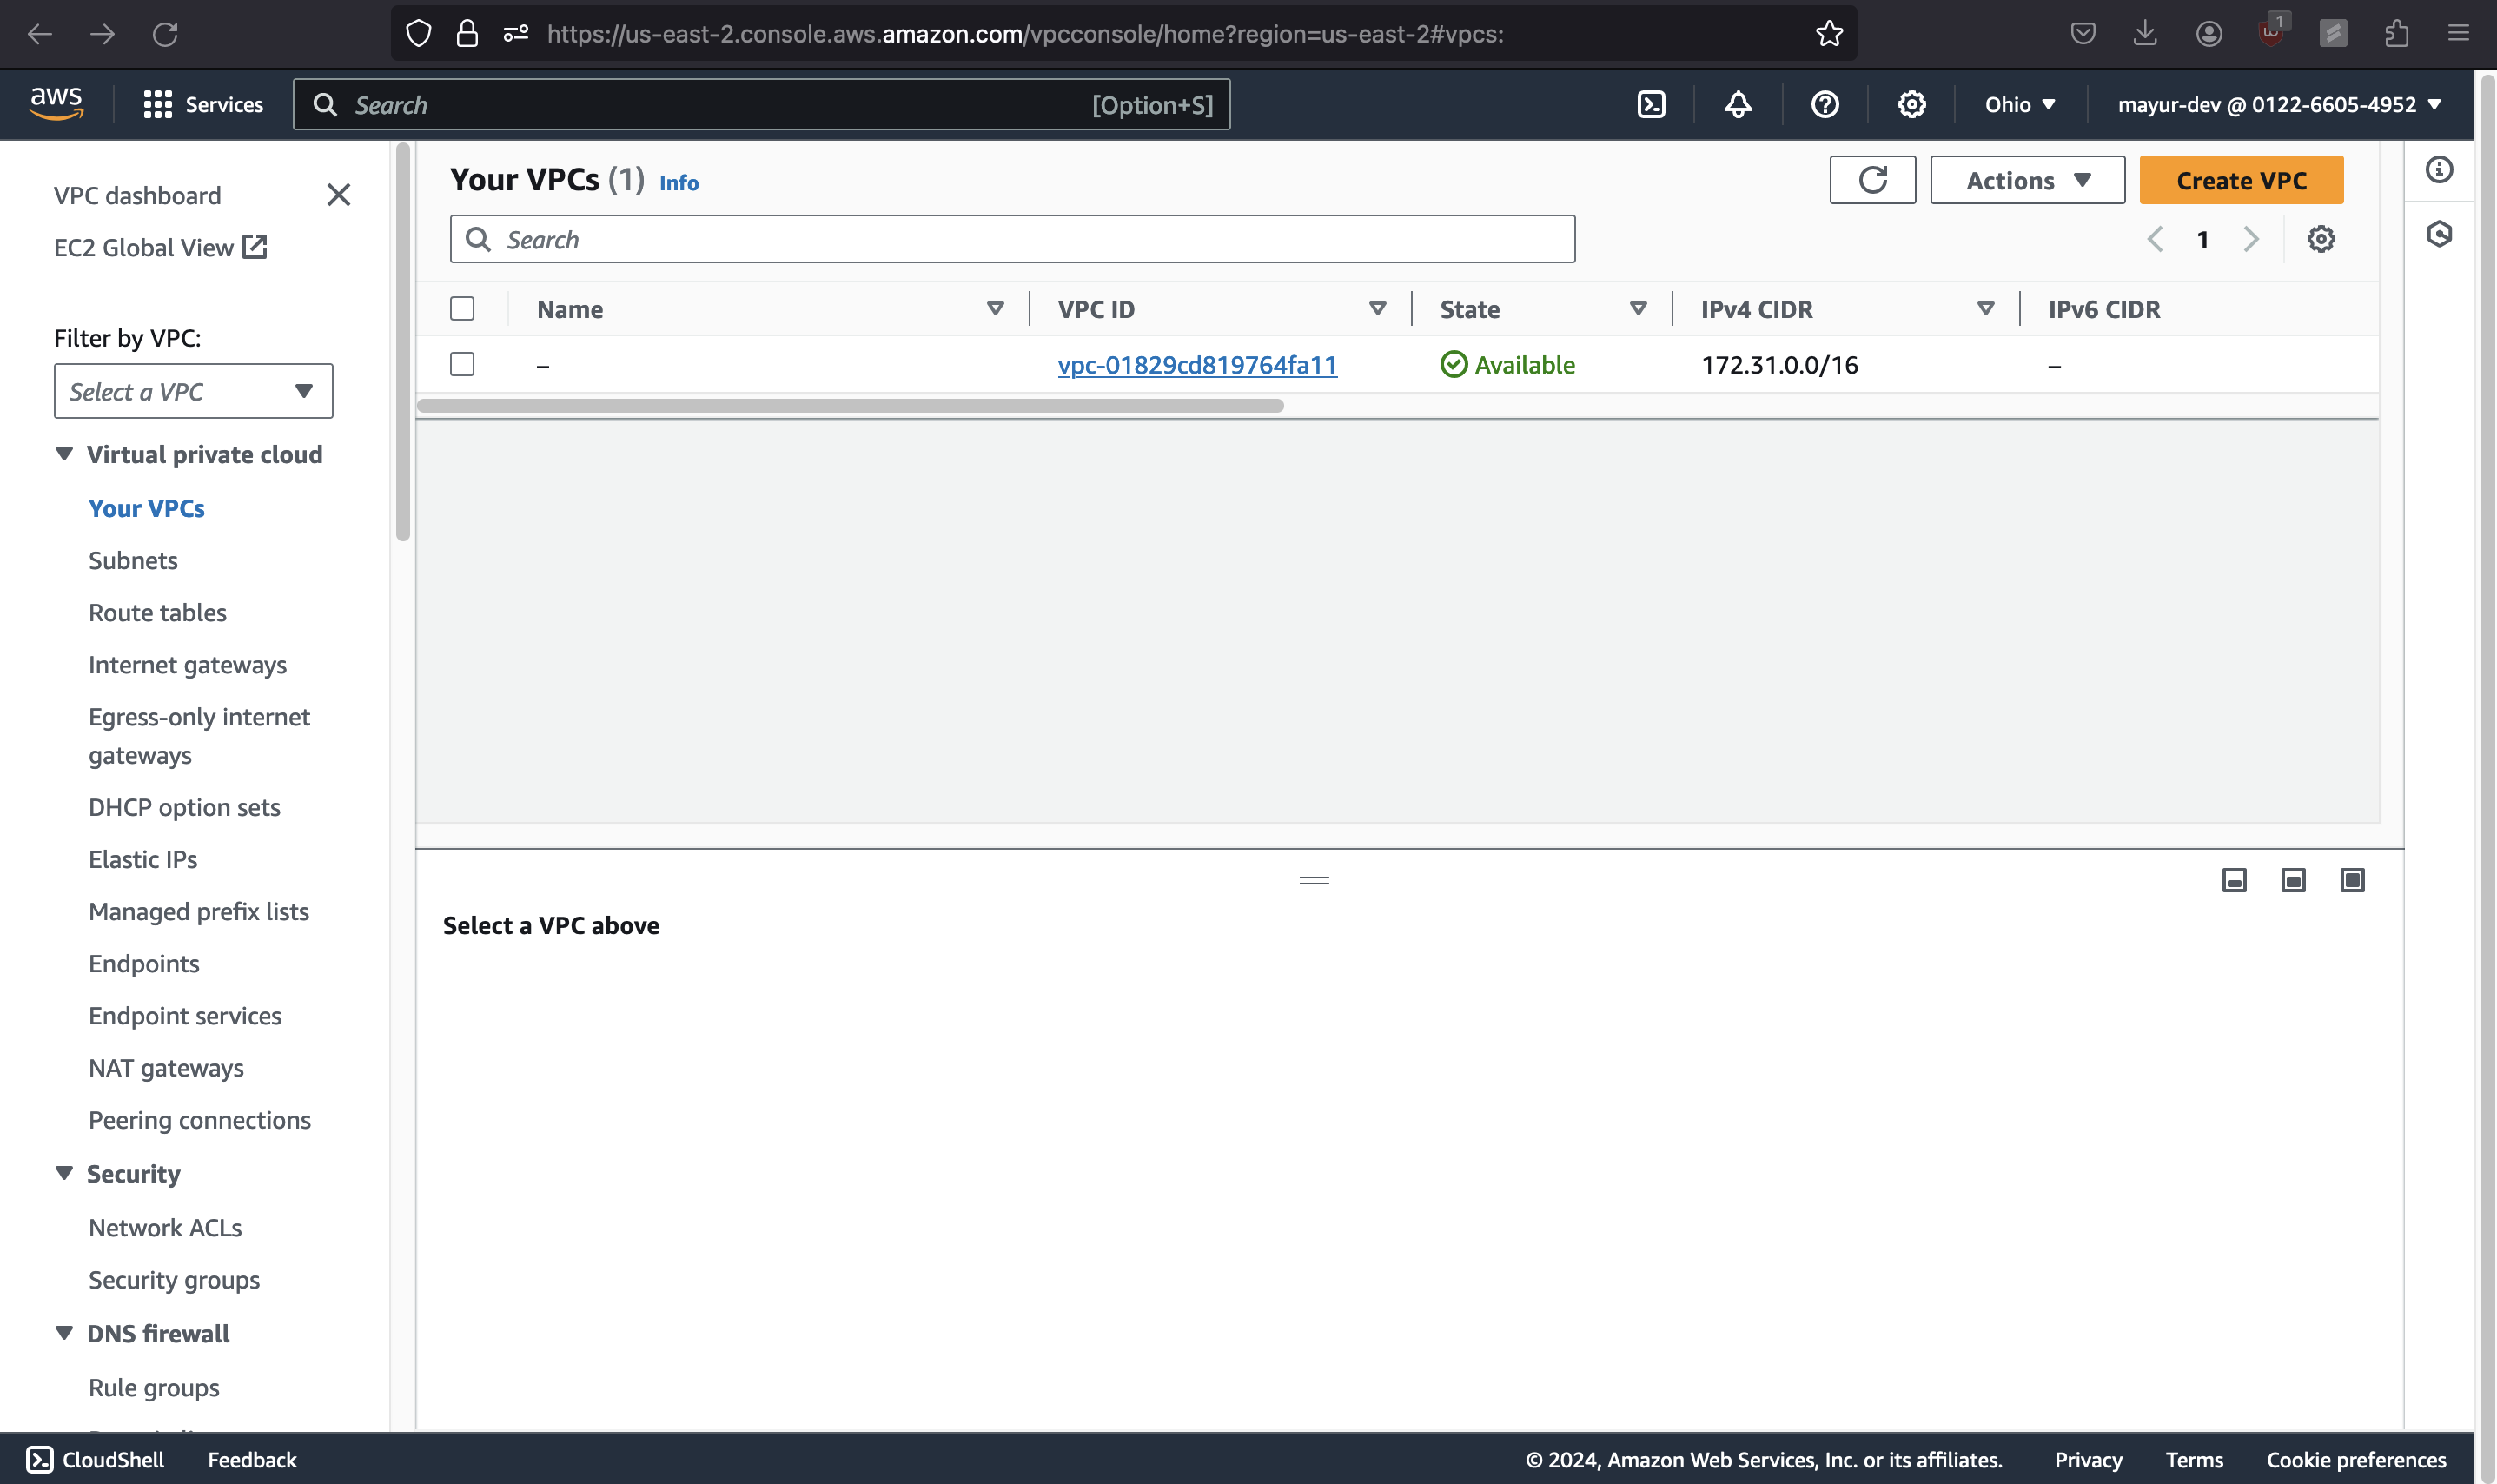 https://us-east-2.console.aws.amazon.com/vpcconsole/home?region=us-east-2#vpcs:
1
aws
Services
Search
[Option+S]
Ohio
mayur-dev @ 0122-6605-4952
VPC dashboard
EC2 Global View
Filter by VPC:
Select a VPC
Virtual private cloud
Your VPCs
Subnets
Route tables
Internet gateways
Egress-only internet
gateways
DHCP option sets
Elastic IPs
Managed prefix lists
Endpoints
Endpoint services
NAT gateways
Peering connections
Security
Network ACLs
Security groups
DNS firewall
Rule groups
Your VPCs (1) Info
Actions
Create VPC
Search
1
Name VPC ID State IPv4 CIDR IPv6 CIDR
– vpc-01829cd819764fa11 Available 172.31.0.0/16 –
Select a VPC above
CloudShell
Feedback
© 2024, Amazon Web Services, Inc. or its affiliates.
Privacy
Terms
Cookie preferences